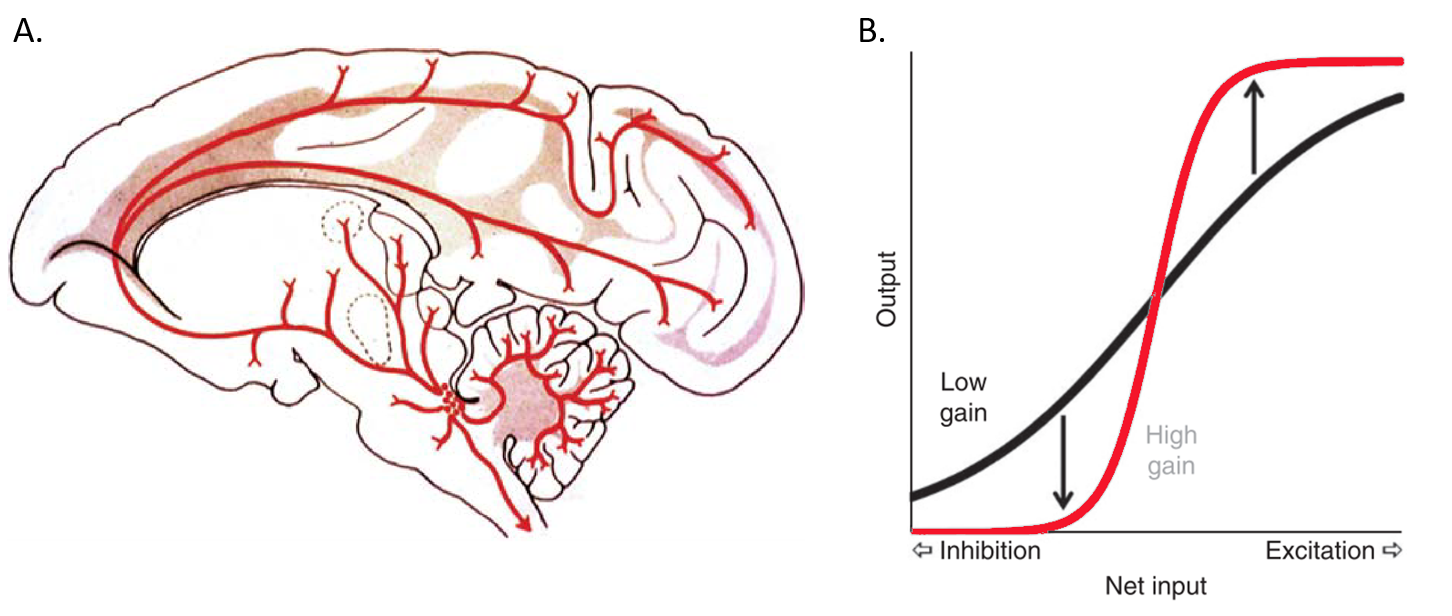 A.
B.
Output
Low
gain
High
gain
⇦ Inhibition
Excitation ⇨
Net input